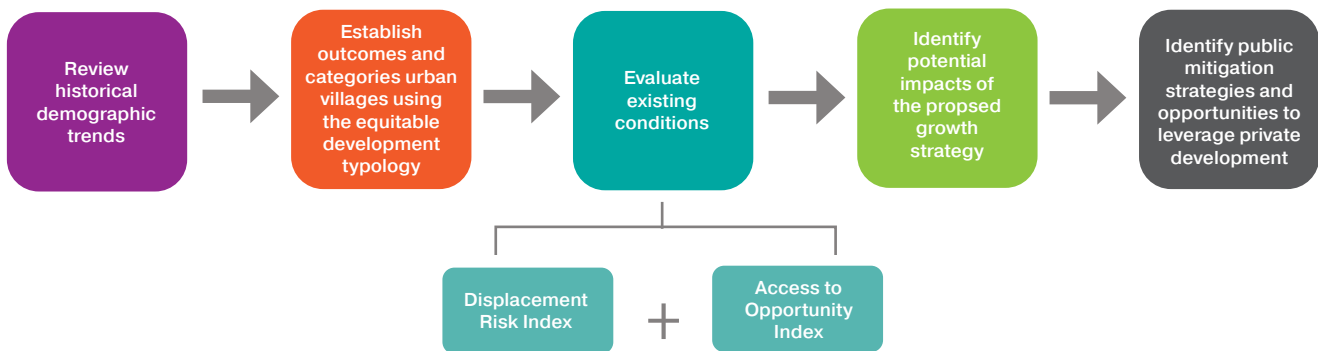 Review
historical
demographic
trends
Establish
outcomes and
categories urban
villages using
the equitable
development
typology
Evaluate
existing
conditions
Identify
potential
impacts of
the propsed
growth
strategy
Identify public
mitigation
strategies and
opportunities to
leverage private
development
Displacement
Risk Index
+
Access to
Opportunity
Index